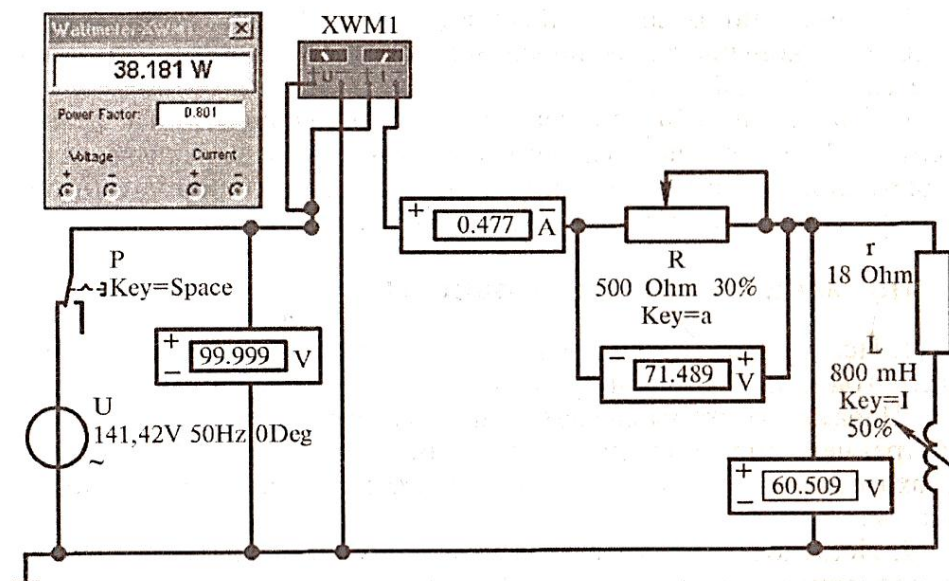 Wattmeter XWM1
38.181 W
Power Factor: 0.801
Voltage Current
+ − + −
XWM1
+ U − + I −
+ 0.477 − A
R
500 Ohm 30%
Key=a
− 71.489 + V
r
18 Ohm
L
800 mH
Key=I
50%
P
Key=Space
+ − 99.999 V
U
141,42V 50Hz 0Deg
~
+ − 60.509 V